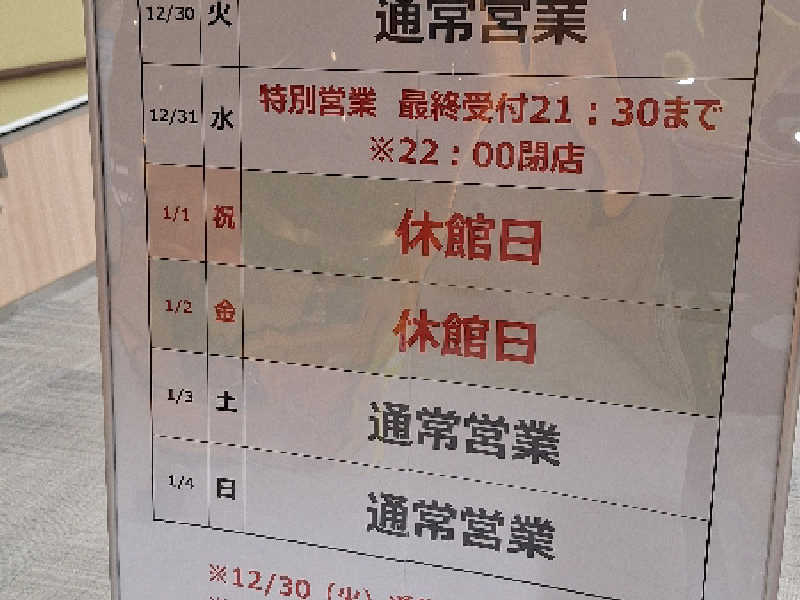 12/30 火 通常営業
12/31 水 特別営業 最終受付21：30まで
※22：00閉店
1/1 祝 休館日
1/2 金 休館日
1/3 土 通常営業
1/4 日 通常営業
※12/30（火）